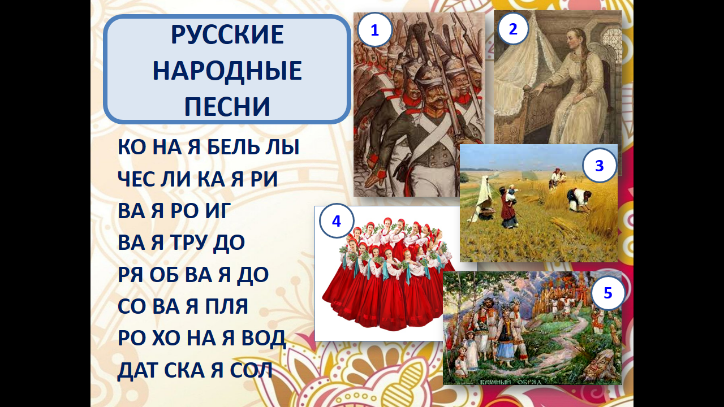 РУССКИЕ
НАРОДНЫЕ
ПЕСНИ
КО НА Я БЕЛЬ ЛЫ
ЧЕС ЛИ КА Я РИ
ВА Я РО ИГ
ВА Я ТРУ ДО
РЯ ОБ ВА Я ДО
СО ВА Я ПЛЯ
РО ХО НА Я ВОД
ДАТ СКА Я СОЛ
1
2
3
4
5